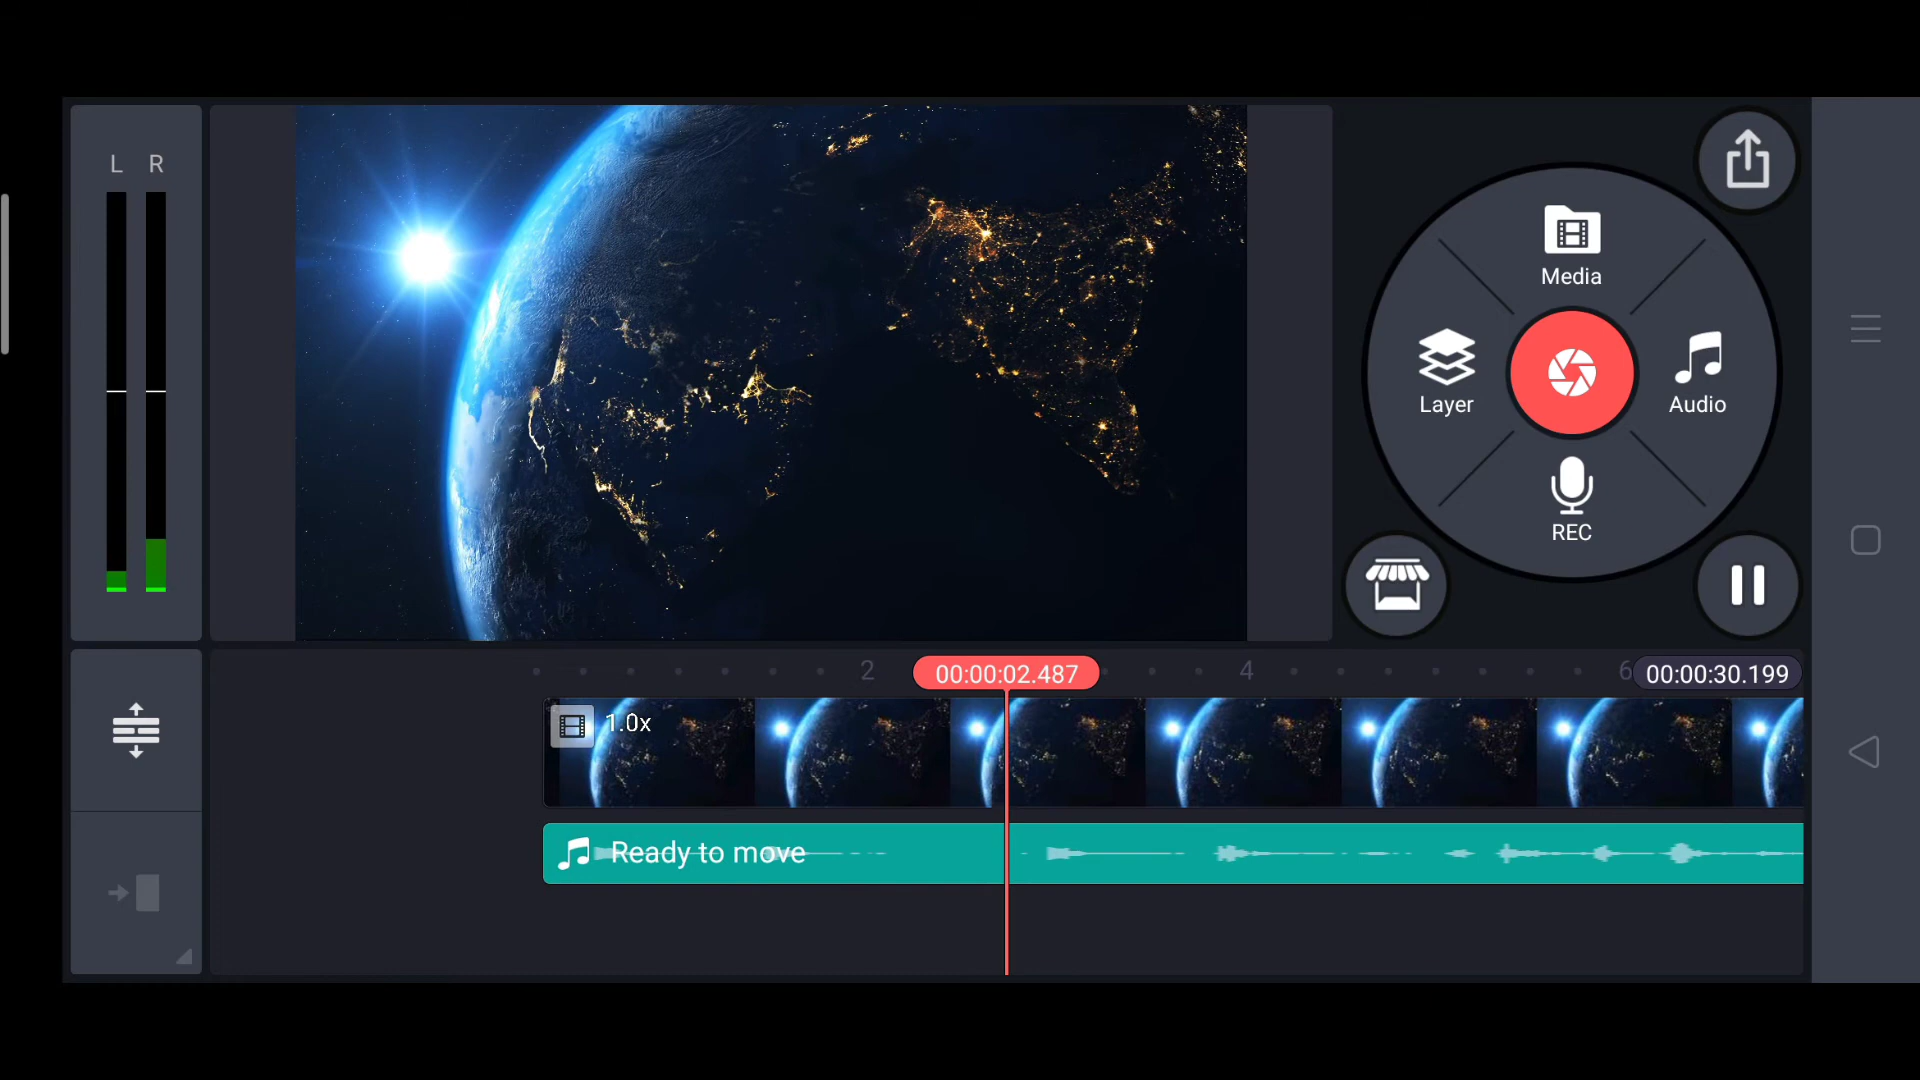 L R
Media
Layer
Audio
REC
2
00:00:02.487
4
6
00:00:30.199
1.0x
Ready to move